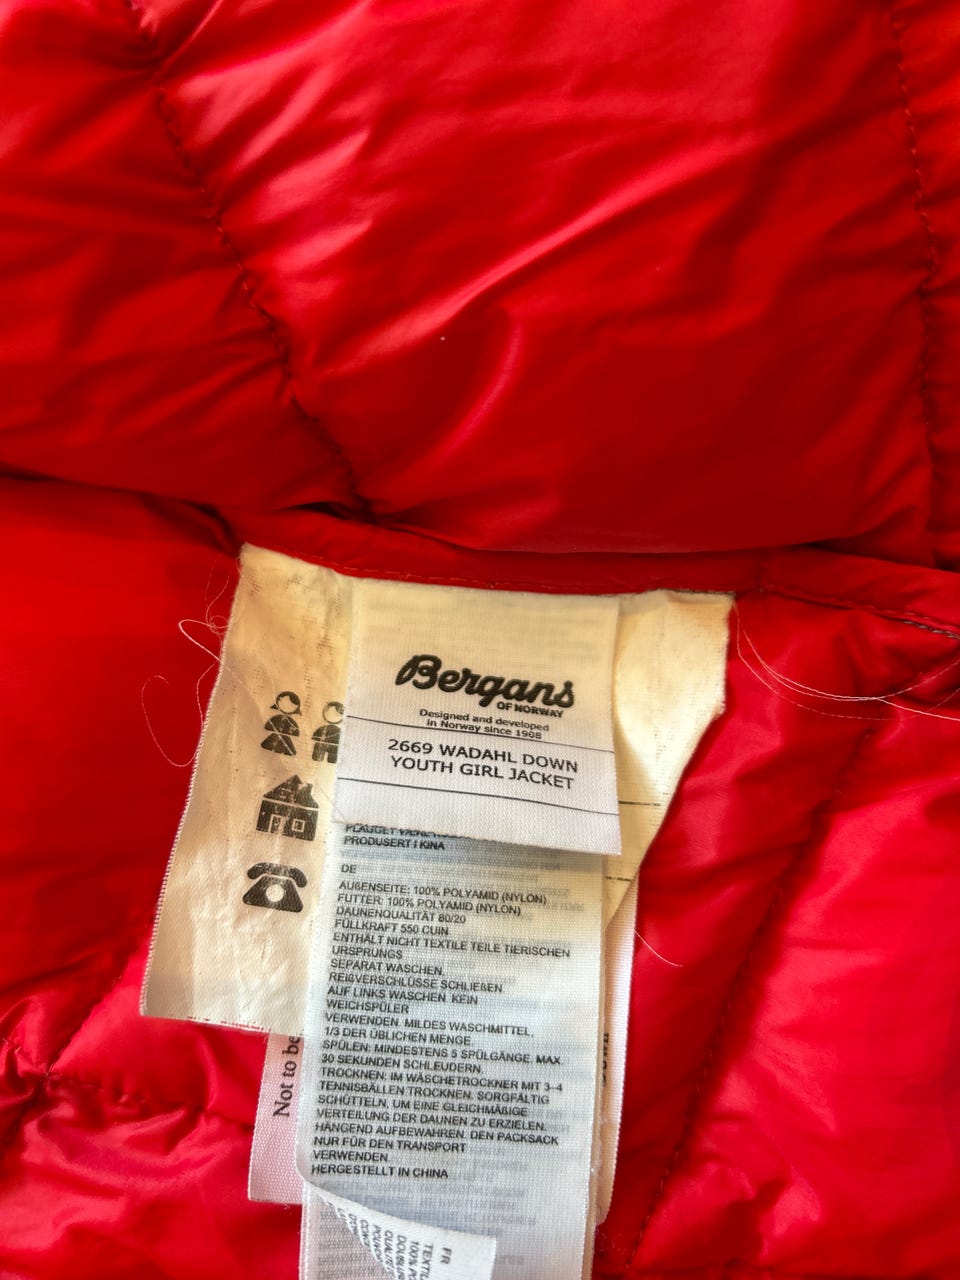 Bergans
OF NORWAY
Designed and developed
in Norway since 1908
2669 WADAHL DOWN
YOUTH GIRL JACKET
PRODUSERT I KINA
DE
AUßENSEITE: 100% POLYAMID (NYLON)
FUTTER: 100% POLYAMID (NYLON)
DAUNENQUALITÄT 80/20
FÜLLKRAFT 550 CUIN
ENTHÄLT NICHT TEXTILE TEILE TIERISCHEN
URSPRUNGS
SEPARAT WASCHEN.
REIßVERSCHLÜSSE SCHLIEßEN
AUF LINKS WASCHEN. KEIN
WEICHSPÜLER
VERWENDEN. MILDES WASCHMITTEL,
1/3 DER ÜBLICHEN MENGE.
SPÜLEN: MINDESTENS 5 SPÜLGÄNGE, MAX.
30 SEKUNDEN SCHLEUDERN.
TROCKNEN: IM WÄSCHETROCKNER MIT 3-4
TENNISBÄLLEN TROCKNEN. SORGFÄLTIG
SCHÜTTELN, UM EINE GLEICHMÄßIGE
VERTEILUNG DER DAUNEN ZU ERZIELEN.
HÄNGEND AUFBEWAHREN. DEN PACKSACK
NUR FÜR DEN TRANSPORT
VERWENDEN.
HERGESTELLT IN CHINA
Not to be
FR